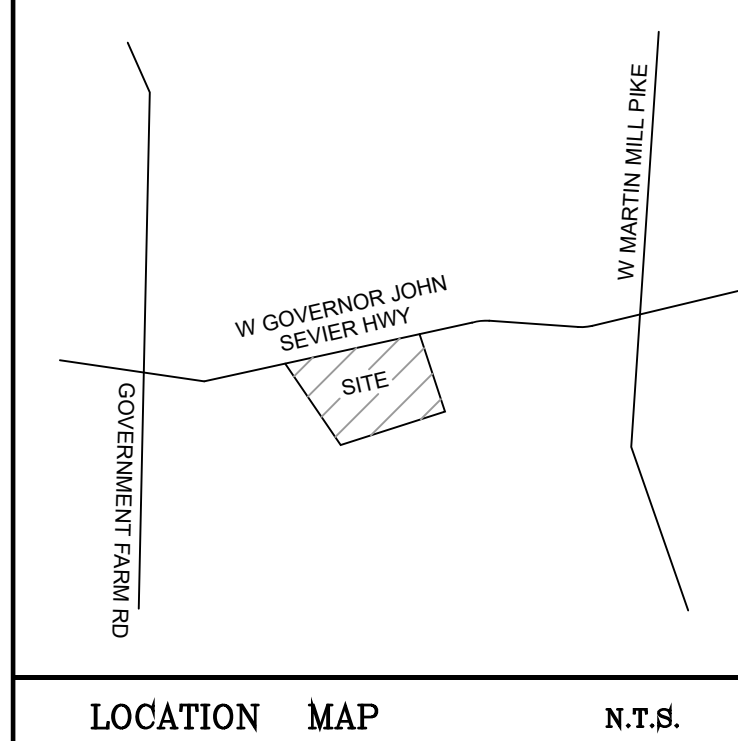 W MARTIN MILL PIKE
W GOVERNOR JOHN
SEVIER HWY
SITE
GOVERNMENT FARM RD
LOCATION MAP N.T.S.